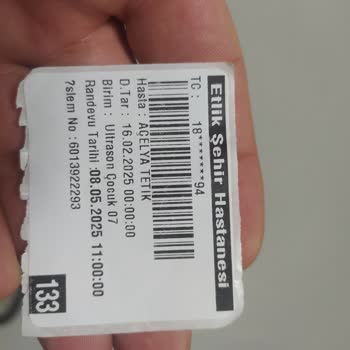 Etlik Şehir Hastanesi
TC : 18*******94
Hasta : AÇELYA TETİK
D.Tar : 16.02.2025 00:00:00
Birim : Ultrason Çocuk 07
Randevu Tarihi :08.05.2025 11:00:00
?şlem No : 6013922293
133